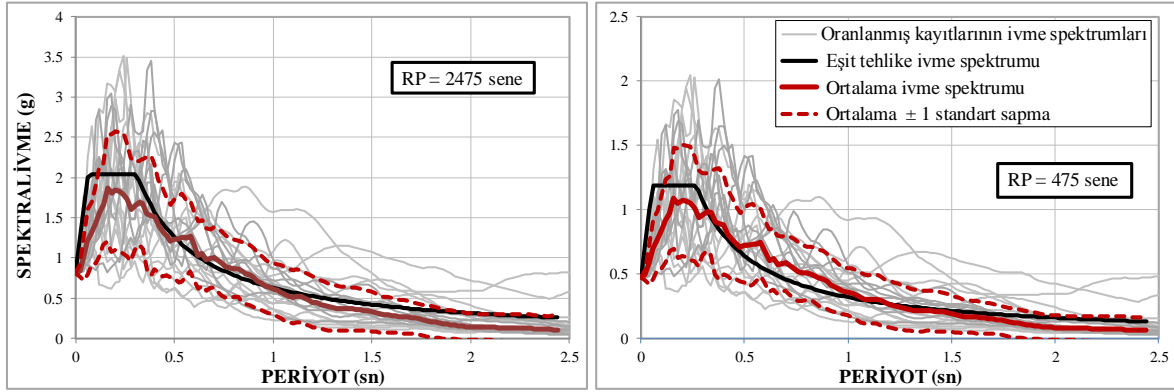 4
3.5
3
2.5
2
1.5
1
0.5
0
SPEKTRALİVME (g)
RP = 2475 sene
0 0.5 1 1.5 2 2.5
PERİYOT (sn)
2.5
2
1.5
1
0.5
0
Oranlanmış kayıtlarının ivme spektrumları
Eşit tehlike ivme spektrumu
Ortalama ivme spektrumu
Ortalama ± 1 standart sapma
RP = 475 sene
0 0.5 1 1.5 2 2.5
PERİYOT (sn)